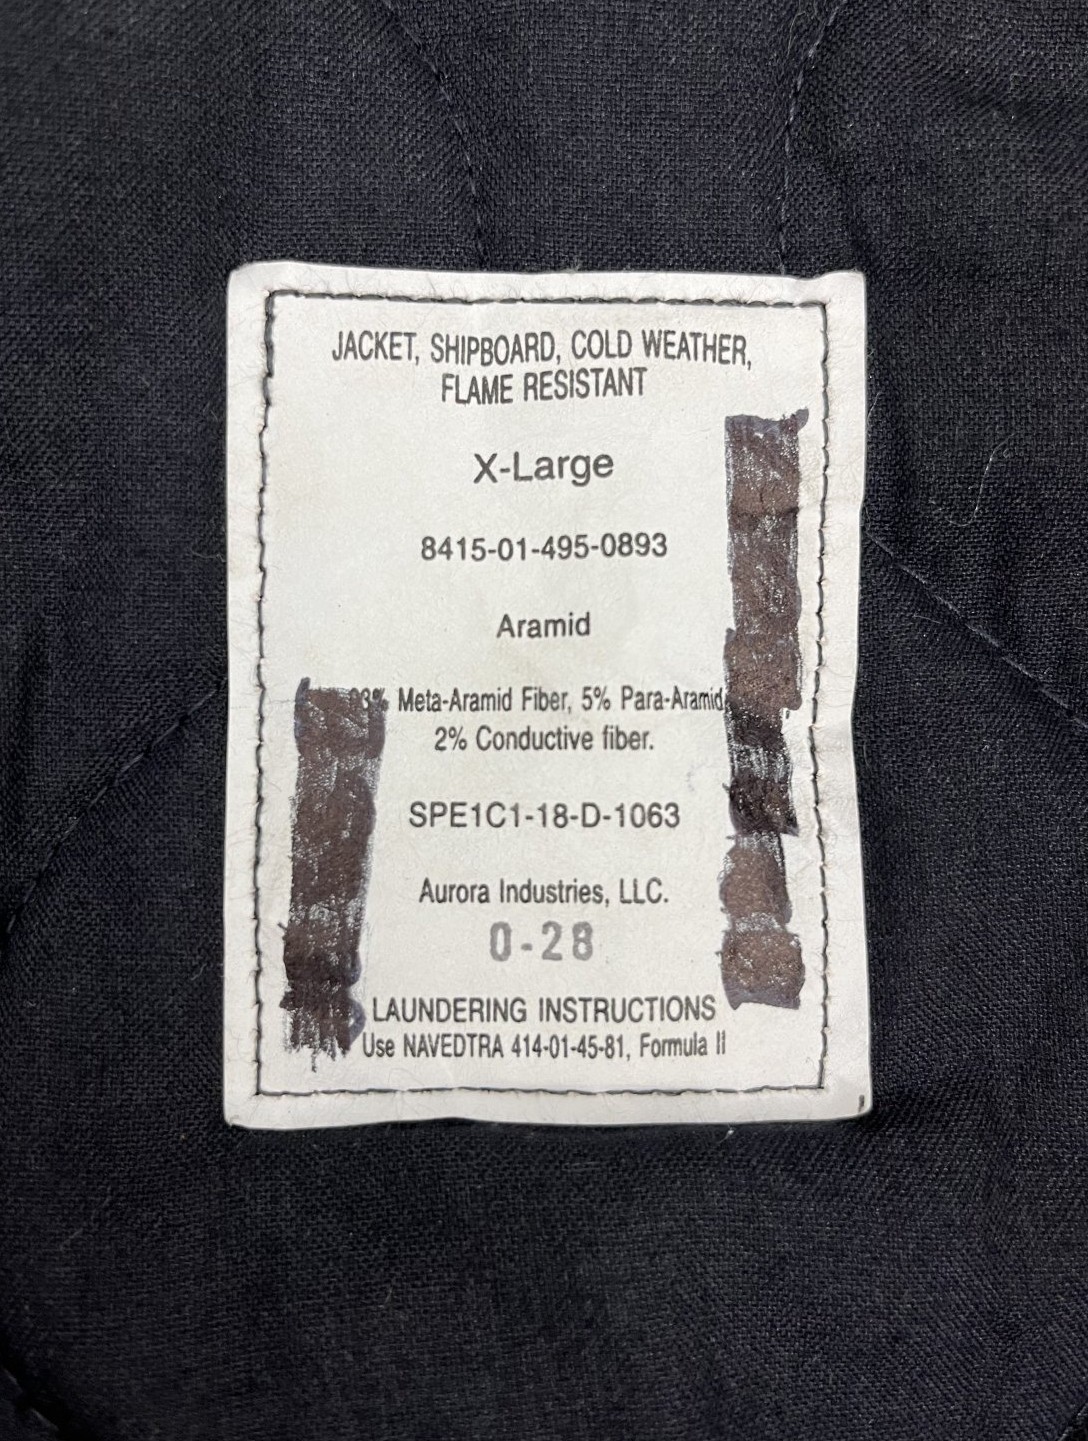 JACKET, SHIPBOARD, COLD WEATHER,
FLAME RESISTANT
X-Large
8415-01-495-0893
Aramid
93% Meta-Aramid Fiber, 5% Para-Aramid
2% Conductive fiber.
SPE1C1-18-D-1063
Aurora Industries, LLC.
0-28
LAUNDERING INSTRUCTIONS
Use NAVEDTRA 414-01-45-81, Formula II